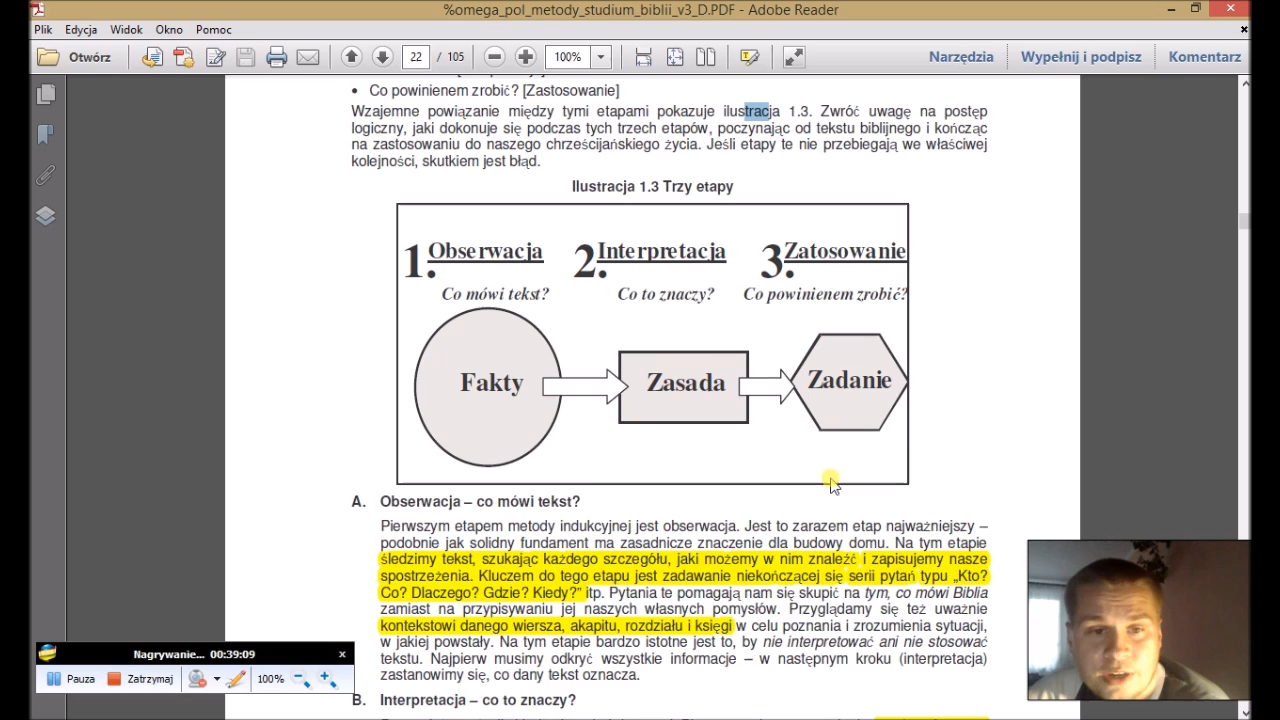 %omega_pol_metody_studium_biblii_v3_D.PDF - Adobe Reader
Plik Edycja Widok Okno Pomoc
Otwórz 22 / 105 100% Narzędzia Wypełnij i podpisz Komentarz
• Co powinienem zrobić? [Zastosowanie]
Wzajemne powiązanie między tymi etapami pokazuje ilustracja 1.3. Zwróć uwagę na postęp
logiczny, jaki dokonuje się podczas tych trzech etapów, poczynając od tekstu biblijnego i kończąc
na zastosowaniu do naszego chrześcijańskiego życia. Jeśli etapy te nie przebiegają we właściwej
kolejności, skutkiem jest błąd.
Ilustracja 1.3 Trzy etapy
1. Obserwacja 2. Interpretacja 3. Zatosowanie
Co mówi tekst? Co to znaczy? Co powinienem zrobić?
Fakty Zasada Zadanie
A. Obserwacja – co mówi tekst?
Pierwszym etapem metody indukcyjnej jest obserwacja. Jest to zarazem etap najważniejszy –
podobnie jak solidny fundament ma zasadnicze znaczenie dla budowy domu. Na tym etapie
śledzimy tekst, szukając każdego szczegółu, jaki możemy w nim znaleźć i zapisujemy nasze
spostrzeżenia. Kluczem do tego etapu jest zadawanie niekończącej się serii pytań typu „Kto?
Co? Dlaczego? Gdzie? Kiedy?” itp. Pytania te pomagają nam się skupić na tym, co mówi Biblia
zamiast na przypisywaniu jej naszych własnych pomysłów. Przyglądamy się też uważnie
kontekstowi danego wiersza, akapitu, rozdziału i księgi w celu poznania i zrozumienia sytuacji,
w jakiej powstały. Na tym etapie bardzo istotne jest to, by nie interpretować ani nie stosować
tekstu. Najpierw musimy odkryć wszystkie informacje – w następnym kroku (interpretacja)
zastanowimy się, co dany tekst oznacza.
B. Interpretacja – co to znaczy?
Nagrywanie... 00:39:09 x
Pauza Zatrzymaj 100%